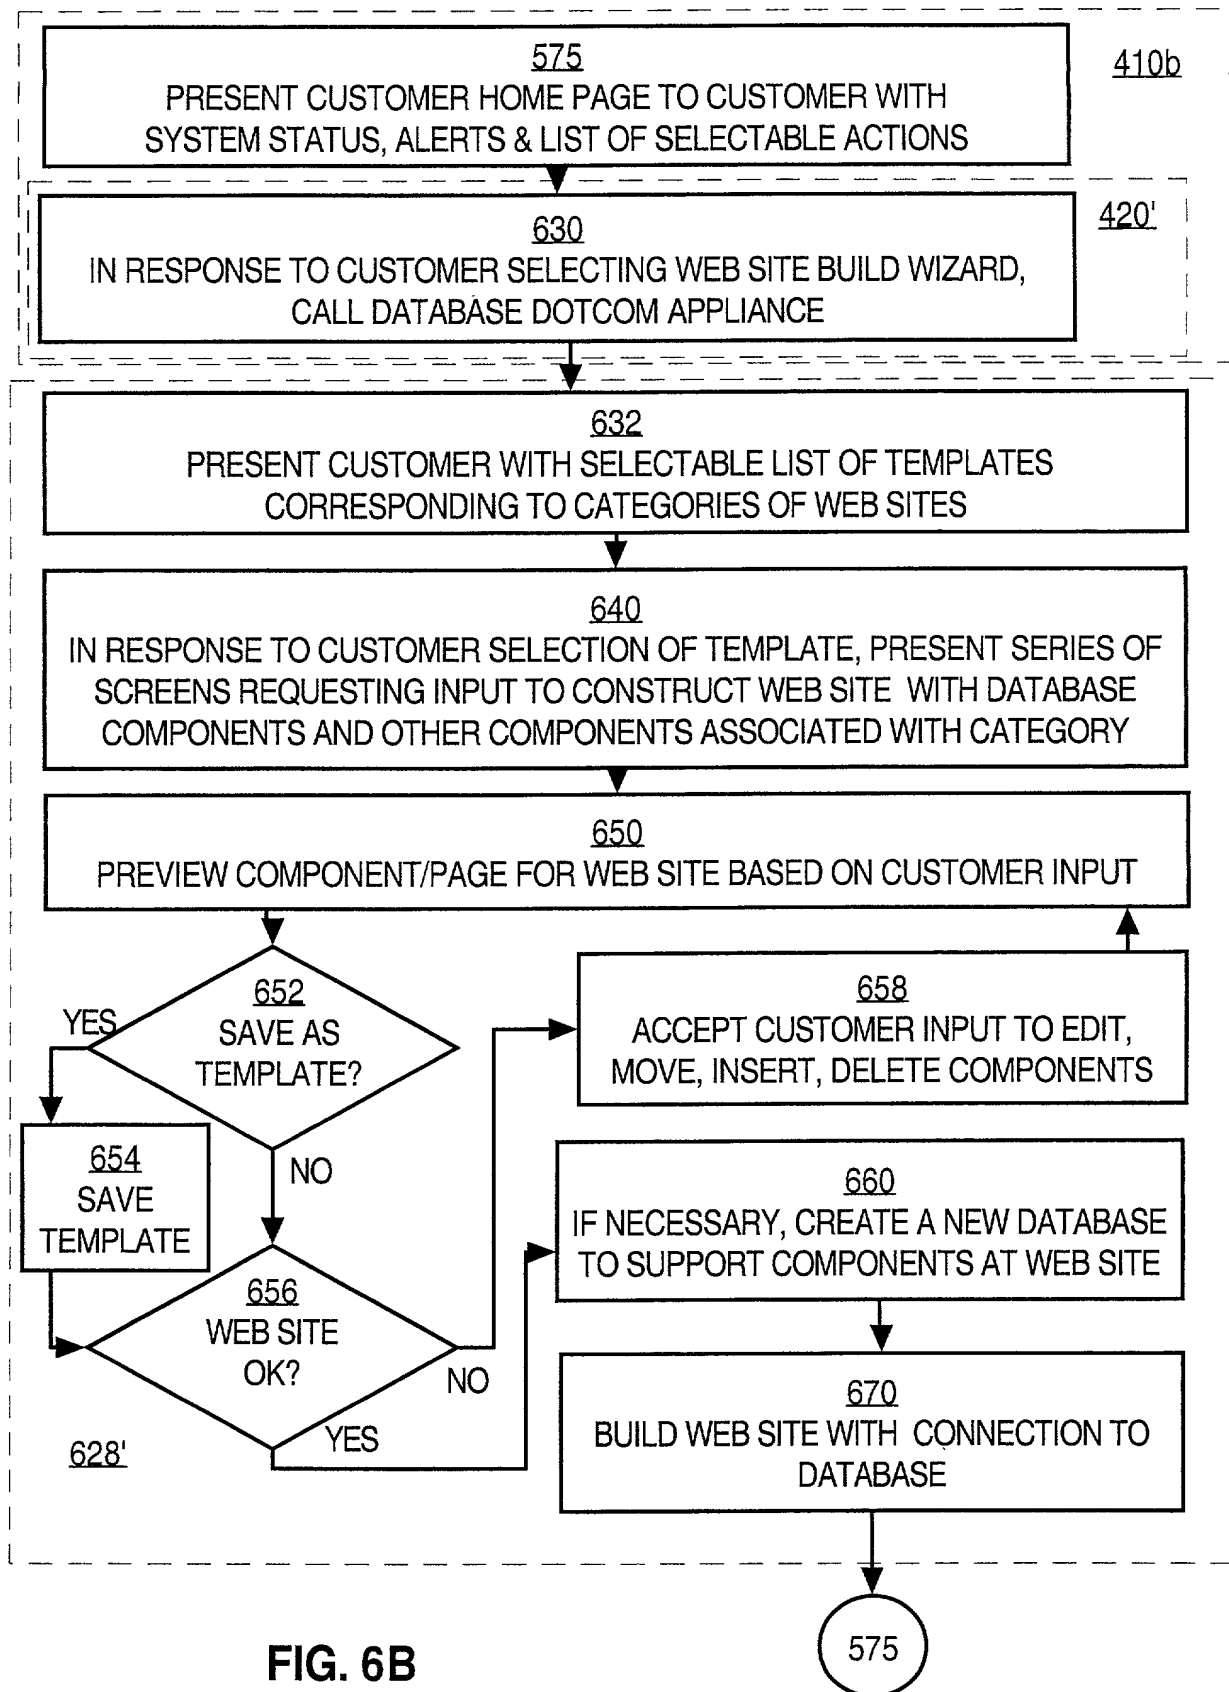 575
PRESENT CUSTOMER HOME PAGE TO CUSTOMER WITH
SYSTEM STATUS, ALERTS & LIST OF SELECTABLE ACTIONS
410b
630
IN RESPONSE TO CUSTOMER SELECTING WEB SITE BUILD WIZARD,
CALL DATABASE DOTCOM APPLIANCE
420'
632
PRESENT CUSTOMER WITH SELECTABLE LIST OF TEMPLATES
CORRESPONDING TO CATEGORIES OF WEB SITES
640
IN RESPONSE TO CUSTOMER SELECTION OF TEMPLATE, PRESENT SERIES OF
SCREENS REQUESTING INPUT TO CONSTRUCT WEB SITE WITH DATABASE
COMPONENTS AND OTHER COMPONENTS ASSOCIATED WITH CATEGORY
650
PREVIEW COMPONENT/PAGE FOR WEB SITE BASED ON CUSTOMER INPUT
652
SAVE AS
TEMPLATE?
YES
NO
654
SAVE
TEMPLATE
656
WEB SITE
OK?
NO
YES
628'
658
ACCEPT CUSTOMER INPUT TO EDIT,
MOVE, INSERT, DELETE COMPONENTS
660
IF NECESSARY, CREATE A NEW DATABASE
TO SUPPORT COMPONENTS AT WEB SITE
670
BUILD WEB SITE WITH CONNECTION TO
DATABASE
575
FIG. 6B